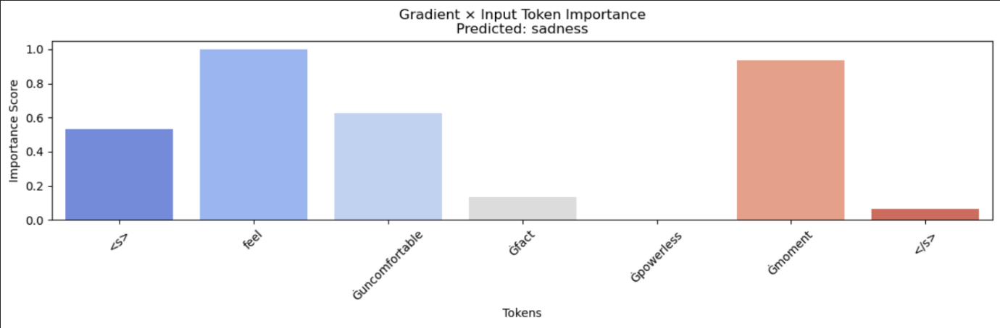 Gradient × Input Token Importance
Predicted: sadness
Importance Score
1.0
0.8
0.6
0.4
0.2
0.0
<s>
feel
Ġuncomfortable
Ġfact
Ġpowerless
Ġmoment
</s>
Tokens